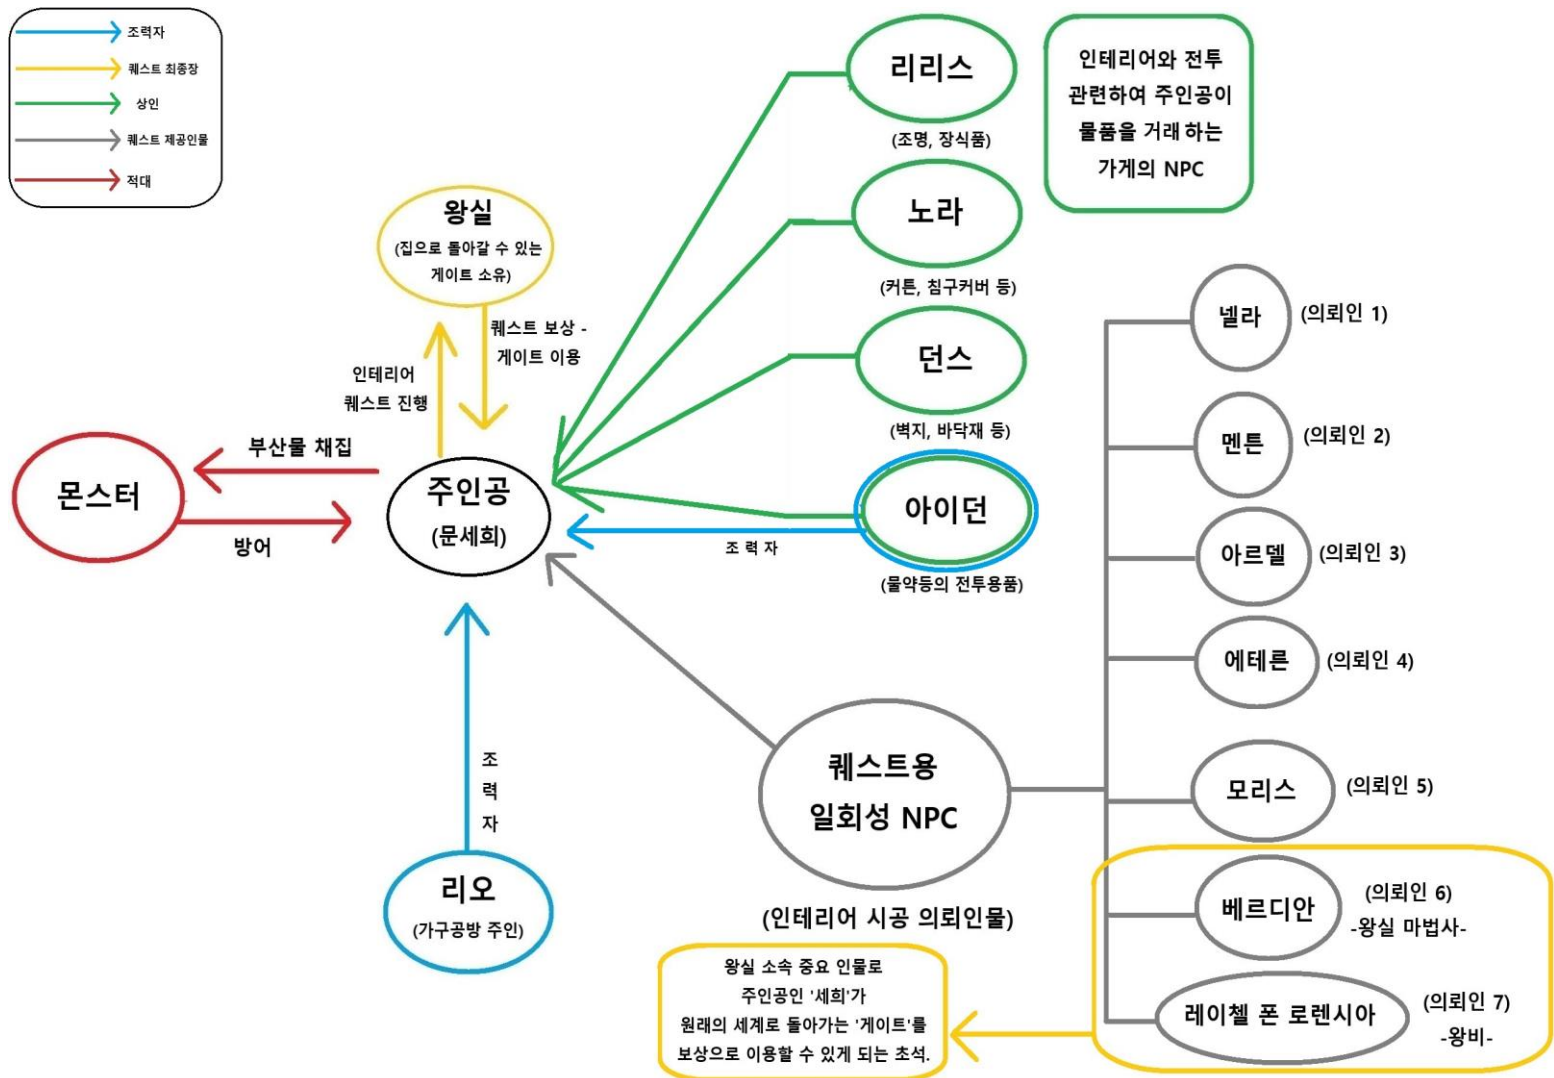 조력자
퀘스트 최종장
상인
퀘스트 제공인물
적대
리리스
(조명, 장식품)
인테리어와 전투
관련하여 주인공이
물품을 거래 하는
가게의 NPC
노라
(커튼, 침구커버 등)
왕실
(집으로 돌아갈 수 있는
게이트 소유)
퀘스트 보상 -
게이트 이용
인테리어
퀘스트 진행
던스
(벽지, 바닥재 등)
몬스터
부산물 채집
방어
주인공
(문세희)
아이던
(물약등의 전투용품)
조 력 자
넬라
(의뢰인 1)
멘튼
(의뢰인 2)
아르델
(의뢰인 3)
에테른
(의뢰인 4)
모리스
(의뢰인 5)
베르디안
(의뢰인 6)
-왕실 마법사-
레이첼 폰 로렌시아
(의뢰인 7)
-왕비-
퀘스트용
일회성 NPC
(인테리어 시공 의뢰인물)
조
력
자
리오
(가구공방 주인)
왕실 소속 중요 인물로
주인공인 '세희'가
원래의 세계로 돌아가는 '게이트'를
보상으로 이용할 수 있게 되는 초석.